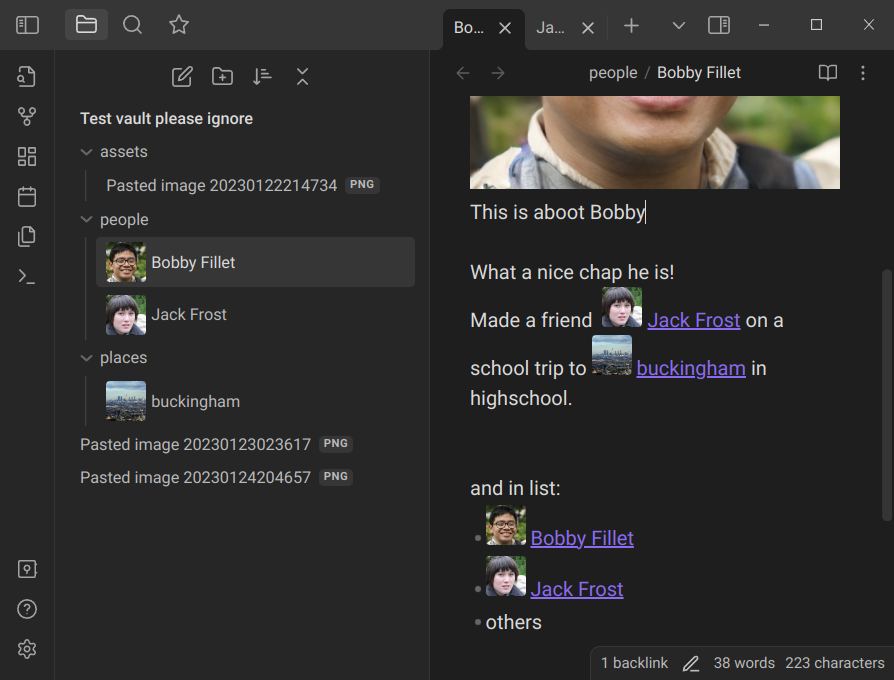 Bo...
Ja...
people / Bobby Fillet
Test vault please ignore
assets
Pasted image 20230122214734 PNG
people
Bobby Fillet
Jack Frost
places
buckingham
Pasted image 20230123023617 PNG
Pasted image 20230124204657 PNG
This is aboot Bobby
What a nice chap he is!
Made a friend Jack Frost on a
school trip to buckingham in
highschool.
and in list:
Bobby Fillet
Jack Frost
others
1 backlink 38 words 223 characters